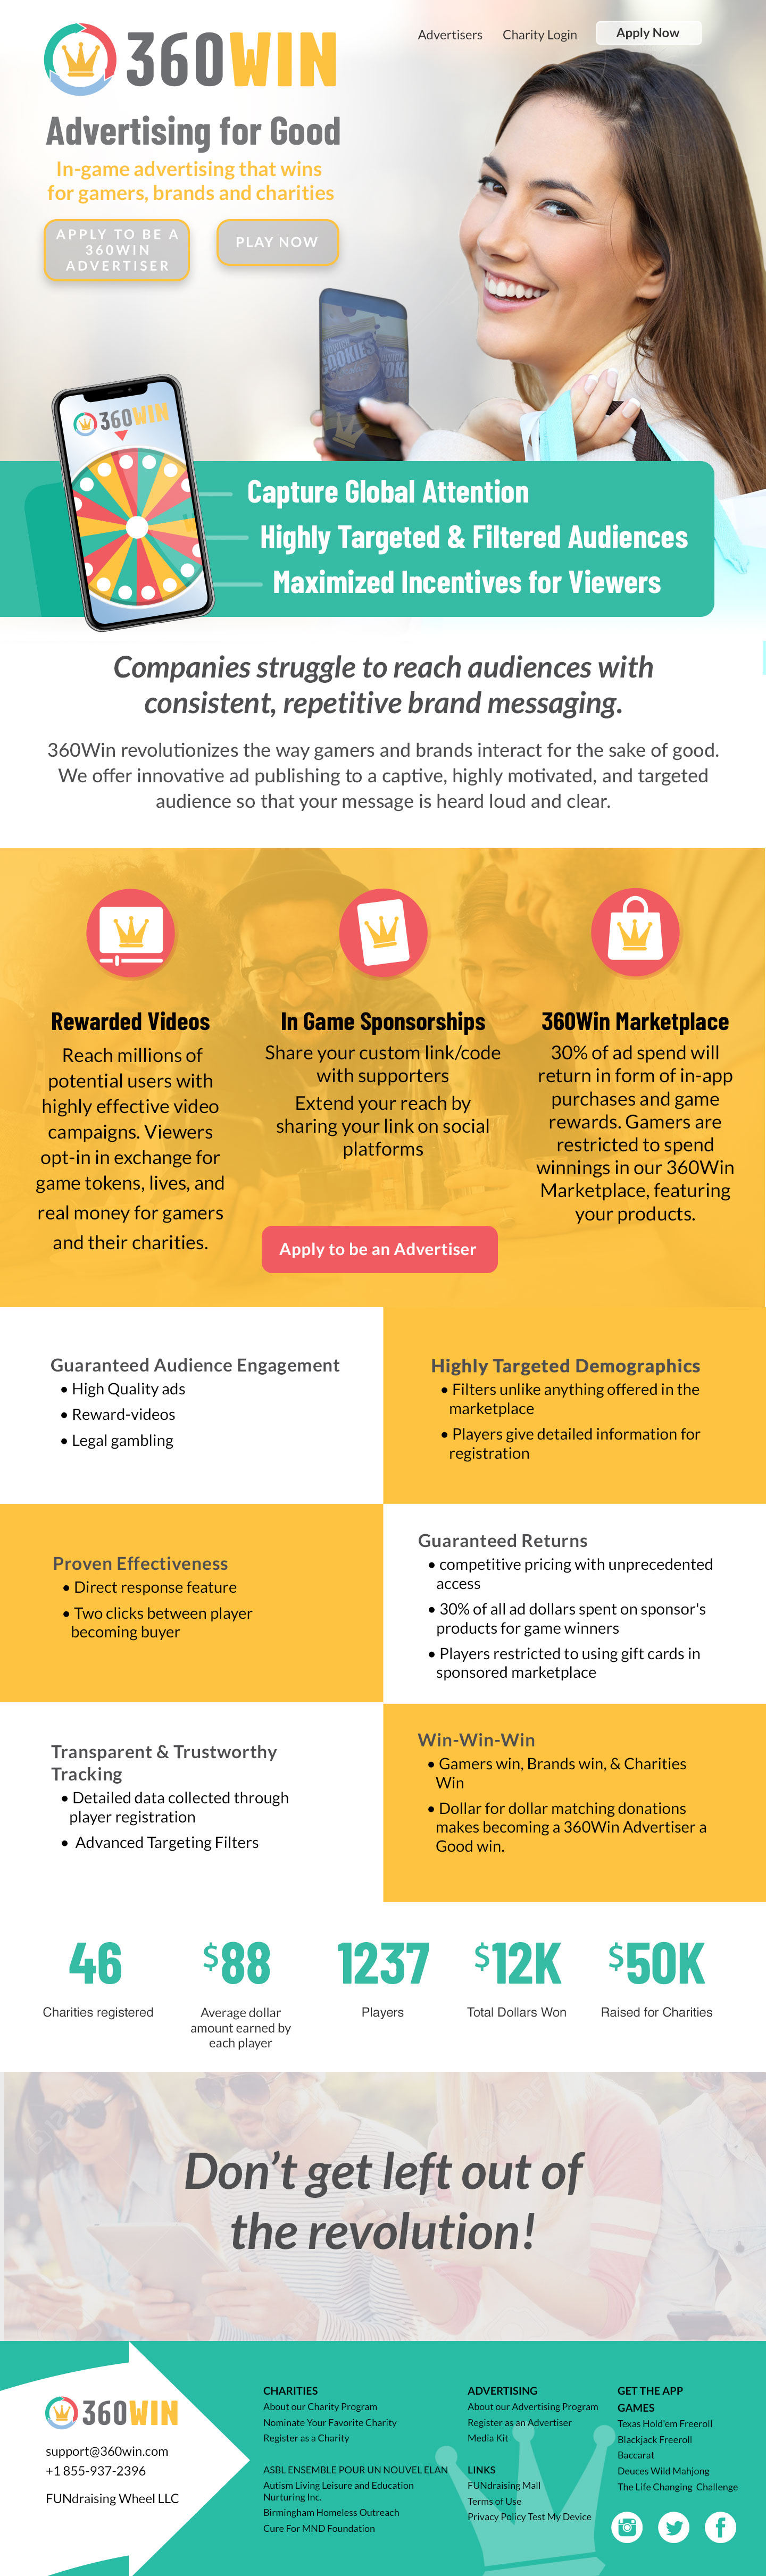 360WIN
Advertisers Charity Login Apply Now
Advertising for Good
In-game advertising that wins
for gamers, brands and charities
APPLY TO BE A
360WIN
ADVERTISER
PLAY NOW
COOKIES
360WIN
Capture Global Attention
Highly Targeted & Filtered Audiences
Maximized Incentives for Viewers
Companies struggle to reach audiences with
consistent, repetitive brand messaging.
360Win revolutionizes the way gamers and brands interact for the sake of good.
We offer innovative ad publishing to a captive, highly motivated, and targeted
audience so that your message is heard loud and clear.
Rewarded Videos
Reach millions of
potential users with
highly effective video
campaigns. Viewers
opt-in in exchange for
game tokens, lives, and
real money for gamers
and their charities.
In Game Sponsorships
Share your custom link/code
with supporters
Extend your reach by
sharing your link on social
platforms
360Win Marketplace
30% of ad spend will
return in form of in-app
purchases and game
rewards. Gamers are
restricted to spend
winnings in our 360Win
Marketplace, featuring
your products.
Apply to be an Advertiser
Guaranteed Audience Engagement
• High Quality ads
• Reward-videos
• Legal gambling
Highly Targeted Demographics
• Filters unlike anything offered in the
marketplace
• Players give detailed information for
registration
Proven Effectiveness
• Direct response feature
• Two clicks between player
becoming buyer
Guaranteed Returns
• competitive pricing with unprecedented
access
• 30% of all ad dollars spent on sponsor's
products for game winners
• Players restricted to using gift cards in
sponsored marketplace
Transparent & Trustworthy
Tracking
• Detailed data collected through
player registration
• Advanced Targeting Filters
Win-Win-Win
• Gamers win, Brands win, & Charities
Win
• Dollar for dollar matching donations
makes becoming a 360Win Advertiser a
Good win.
46
Charities registered
$88
Average dollar
amount earned by
each player
1237
Players
$12K
Total Dollars Won
$50K
Raised for Charities
Don't get left out of
the revolution!
360WIN
support@360win.com
+1 855-937-2396
FUNdraising Wheel LLC
CHARITIES
About our Charity Program
Nominate Your Favorite Charity
Register as a Charity
ASBL ENSEMBLE POUR UN NOUVEL ELAN
Autism Living Leisure and Education
Nurturing Inc.
Birmingham Homeless Outreach
Cure For MND Foundation
ADVERTISING
About our Advertising Program
Register as an Advertiser
Media Kit
LINKS
FUNdraising Mall
Terms of Use
Privacy Policy Test My Device
GET THE APP
GAMES
Texas Hold'em Freeroll
Blackjack Freeroll
Baccarat
Deuces Wild Mahjong
The Life Changing Challenge